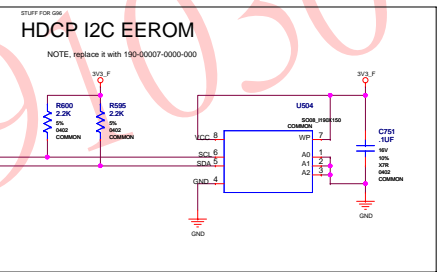 STUFF FOR G96
HDCP I2C EEROM
NOTE, replace it with 190-00007-0000-000
3V3_F
3V3_F
R600
2.2K
5%
0402
COMMON
R595
2.2K
5%
0402
COMMON
U504
SO08_I190X150
COMMON
VCC 8
WP 7
SCL 6
SDA 5
GND 4
A0 1
A1 2
A2 3
C751
.1UF
16V
10%
X7R
0402
COMMON
GND
GND